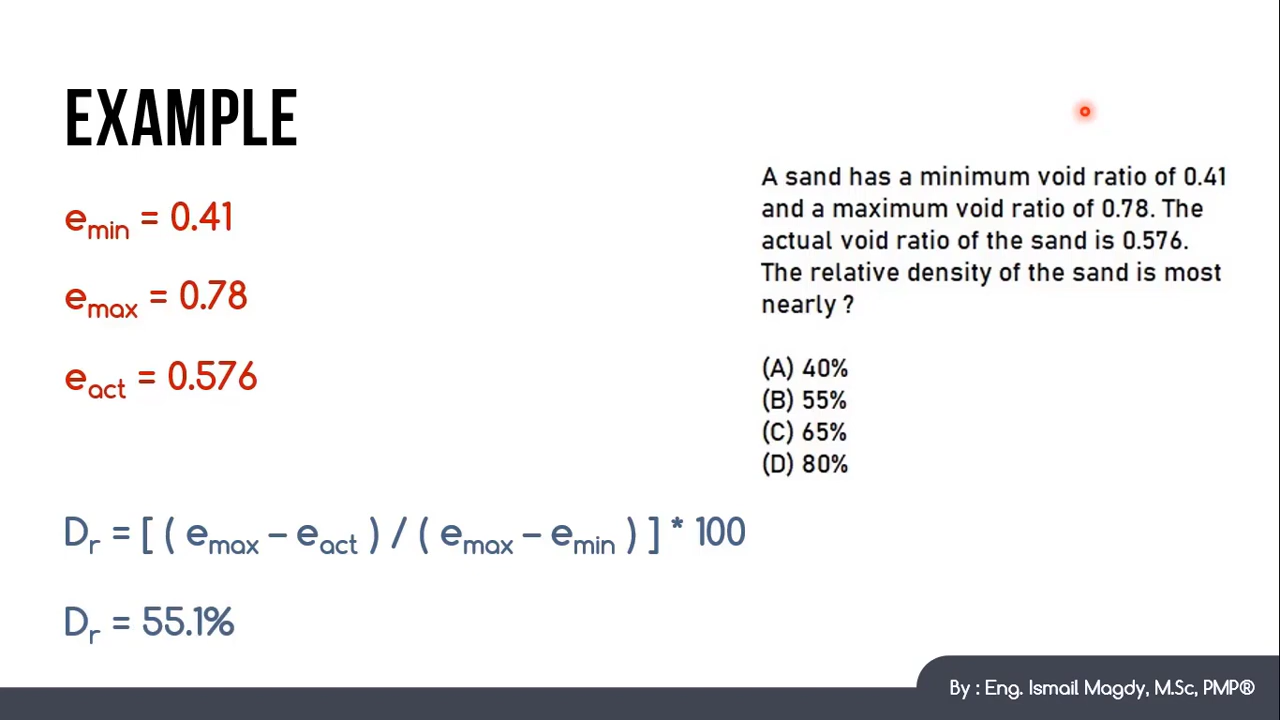 EXAMPLE
e_min = 0.41
e_max = 0.78
e_act = 0.576
A sand has a minimum void ratio of 0.41
and a maximum void ratio of 0.78. The
actual void ratio of the sand is 0.576.
The relative density of the sand is most
nearly ?
(A) 40%
(B) 55%
(C) 65%
(D) 80%
D_r = [ ( e_max – e_act ) / ( e_max – e_min ) ] * 100
D_r = 55.1%
By : Eng. Ismail Magdy, M.Sc, PMP®